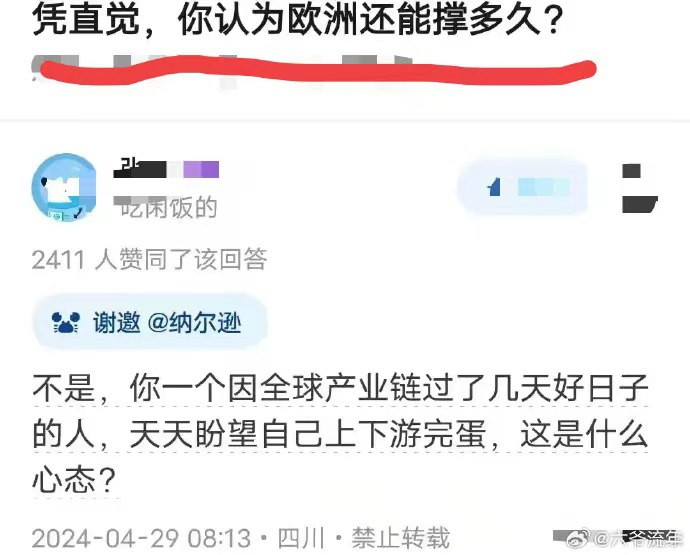 凭直觉，你认为欧洲还能撑多久？
吃闲饭的
2411 人赞同了该回答
谢邀 @纳尔逊
不是，你一个因全球产业链过了几天好日子
的人，天天盼望自己上下游完蛋，这是什么
心态？
2024-04-29 08:13・四川・禁止转载
@六爷流年